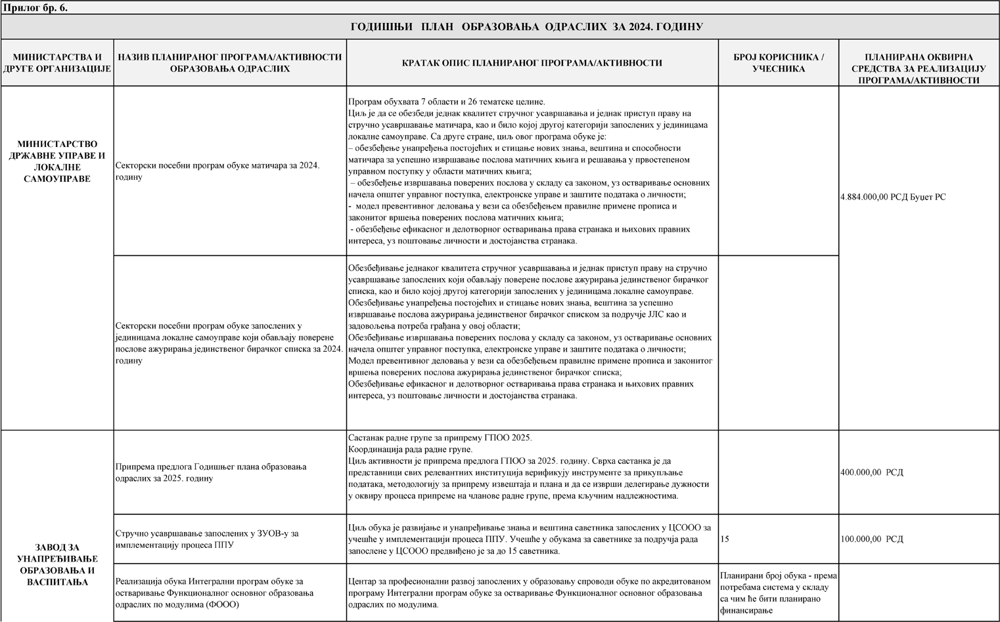 Прилог бр. 6.
ГОДИШЊИ ПЛАН ОБРАЗОВАЊА ОДРАСЛИХ ЗА 2024. ГОДИНУ
МИНИСТАРСТВА И
ДРУГЕ ОРГАНИЗАЦИЈЕ
НАЗИВ ПЛАНИРАНОГ ПРОГРАМА/АКТИВНОСТИ
ОБРАЗОВАЊА ОДРАСЛИХ
КРАТАК ОПИС ПЛАНИРАНОГ ПРОГРАМА/АКТИВНОСТИ
БРОЈ КОРИСНИКА /
УЧЕСНИКА
ПЛАНИРАНА ОКВИРНА
СРЕДСТВА ЗА РЕАЛИЗАЦИЈУ
ПРОГРАМА/АКТИВНОСТИ
МИНИСТАРСТВО
ДРЖАВНЕ УПРАВЕ И
ЛОКАЛНЕ
САМОУПРАВЕ
Секторски посебни програм обуке матичара за 2024.
годину
Програм обухвата 7 области и 26 тематске целине.
Циљ је да се обезбеди једнак квалитет стручног усавршавања и једнак приступ праву на
стручно усавршавање матичара, као и било којој другој категорији запослених у јединицама
локалне самоуправе. Са друге стране, циљ овог програма обуке је:
– обезбеђење унапређења постојећих и стицање нових знања, вештина и способности
матичара за успешно извршавање послова матичних књига и решавања у првостепеном
управном поступку у области матичних књига;
– обезбеђење извршавања поверених послова у складу са законом, уз остваривање основних
начела општег управног поступка, електронске управе и заштите података о личности;
- модел превентивног деловања у вези са обезбеђењем правилне примене прописа и
законитог вршења поверених послова матичних књига;
- обезбеђење ефикасног и делотворног остваривања права странака и њихових правних
интереса, уз поштовање личности и достојанства странака.
4.884.000,00 РСД Буџет РС
Секторски посебни програм обуке запослених у
јединицама локалне самоуправе који обављају поверене
послове ажурирања јединственог бирачког списка за 2024.
годину
Обезбеђивање једнаког квалитета стручног усавршавања и једнак приступ праву на стручно
усавршавање запослених који обављају поверене послове ажурирања јединственог бирачког
списка, као и било којој другој категорији запослених у јединицама локалне самоуправе.
Обезбеђивање унапређења постојећих и стицање нових знања, вештина за успешно
извршавање послова ажурирања јединственог бирачког списком за подручје ЈЛС као и
задовољења потреба грађана у овој области;
Обезбеђивање извршавања поверених послова у складу са законом, уз остваривање основних
начела општег управног поступка, електронске управе и заштите података о личности;
Модел превентивног деловања у вези са обезбеђењем правилне примене прописа и законитог
вршења поверених послова ажурирања јединственог бирачког списка;
Обезбеђивање ефикасног и делотворног остваривања права странака и њихових правних
интереса, уз поштовање личности и достојанства странака.
ЗАВОД ЗА
УНАПРЕЂИВАЊЕ
ОБРАЗОВАЊА И
ВАСПИТАЊА
Припрема предлога Годишњег плана образовања
одраслих за 2025. годину
Састанак радне групе за припрему ГПОО 2025.
Координација рада радне групе.
Циљ активности је припрема предлога ГПОО за 2025. годину. Сврха састанка је да
представници свих релевантних институција верификују инструменте за прикупљање
података, методологију за припрему извештаја и плана и да се изврши делегирање дужности
у оквиру процеса припреме на чланове радне групе, према кључним надлежностима.
400.000,00 РСД
Стручно усавршавање запослених у ЗУОВ-у за
имплементацију процеса ППУ
Циљ обука је развијање и унапређивање знања и вештина саветника запослених у ЦСООО за
учешће у имплементацији процеса ППУ. Учешће у обукама за саветнике за подручја рада
запослене у ЦСООО предвиђено је за до 15 саветника.
15
100.000,00 РСД
Реализација обука Интегрални програм обуке за
остваривање Функционалног основног образовања
одраслих по модулима (ФООО)
Центар за професионални развој запослених у образовању спроводи обуке по акредитованом
програму Интегрални програм обуке за остваривање Функционалног основног образовања
одраслих по модулима.
Планирани број обука - према
потребама система у складу
са чим ће бити планирано
финансирање